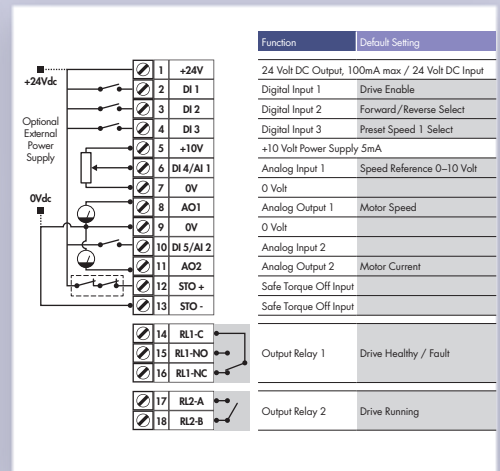 Function Default Setting
1 +24V 24 Volt DC Output, 100mA max / 24 Volt DC Input
+24Vdc
2 DI 1 Digital Input 1 Drive Enable
3 DI 2 Digital Input 2 Forward/Reverse Select
Optional
External
Power
Supply
4 DI 3 Digital Input 3 Preset Speed 1 Select
5 +10V +10 Volt Power Supply 5mA
6 DI 4/AI 1 Analog Input 1 Speed Reference 0–10 Volt
7 0V 0 Volt
0Vdc
8 AO1 Analog Output 1 Motor Speed
9 0V 0 Volt
10 DI 5/AI 2 Analog Input 2
11 AO2 Analog Output 2 Motor Current
12 STO + Safe Torque Off Input
13 STO - Safe Torque Off Input
14 RL1-C
15 RL1-NO Output Relay 1 Drive Healthy / Fault
16 RL1-NC
17 RL2-A
Output Relay 2 Drive Running
18 RL2-B